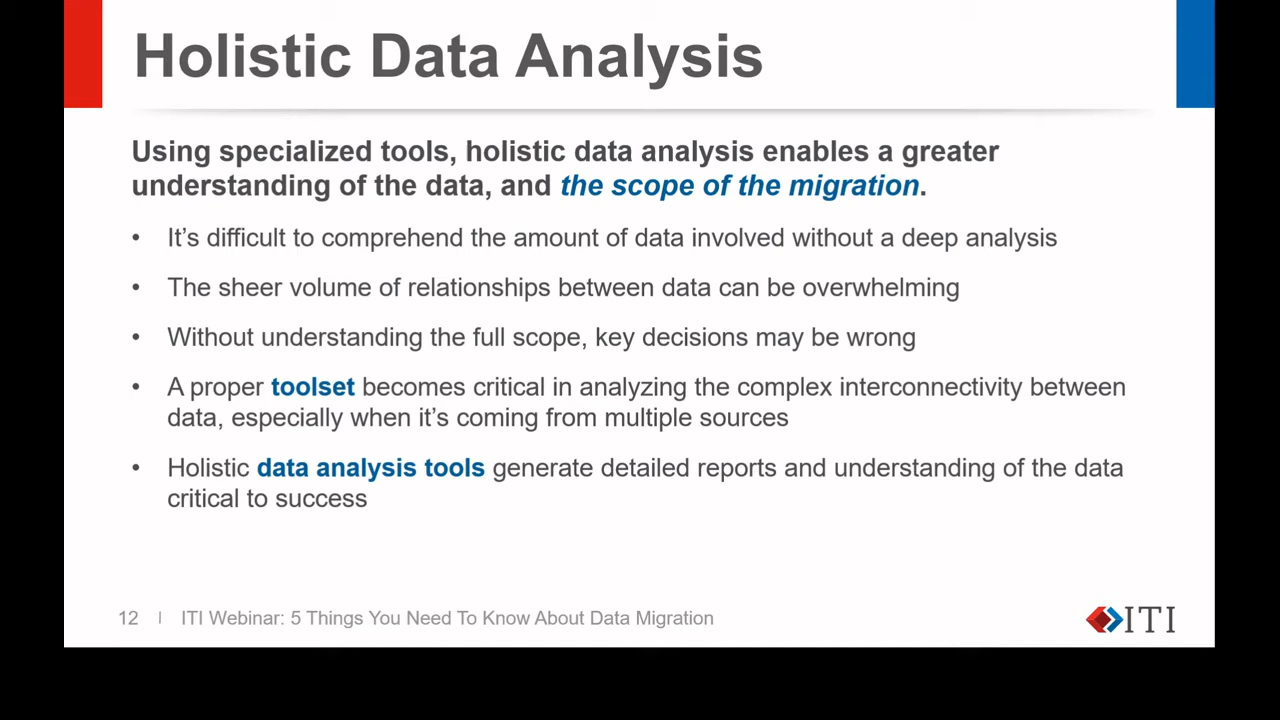 Holistic Data Analysis
Using specialized tools, holistic data analysis enables a greater
understanding of the data, and the scope of the migration.
• It’s difficult to comprehend the amount of data involved without a deep analysis
• The sheer volume of relationships between data can be overwhelming
• Without understanding the full scope, key decisions may be wrong
• A proper toolset becomes critical in analyzing the complex interconnectivity between
data, especially when it’s coming from multiple sources
• Holistic data analysis tools generate detailed reports and understanding of the data
critical to success
12 | ITI Webinar: 5 Things You Need To Know About Data Migration
ITI